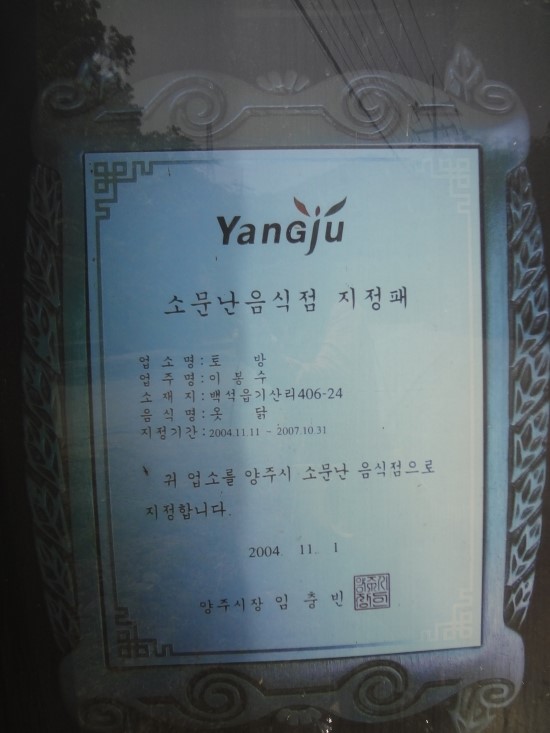 Yangju
소문난음식점 지정패
업 소 명 : 토 방
업 주 명 : 이 봉 수
소 재 지 : 백석읍기산리406-24
음 식 명 : 옷 닭
지정기간 : 2004.11.11 ~ 2007.10.31
귀 업소를 양주시 소문난 음식점으로
지정합니다.
2004 11. 1
양주시장 임 충 빈